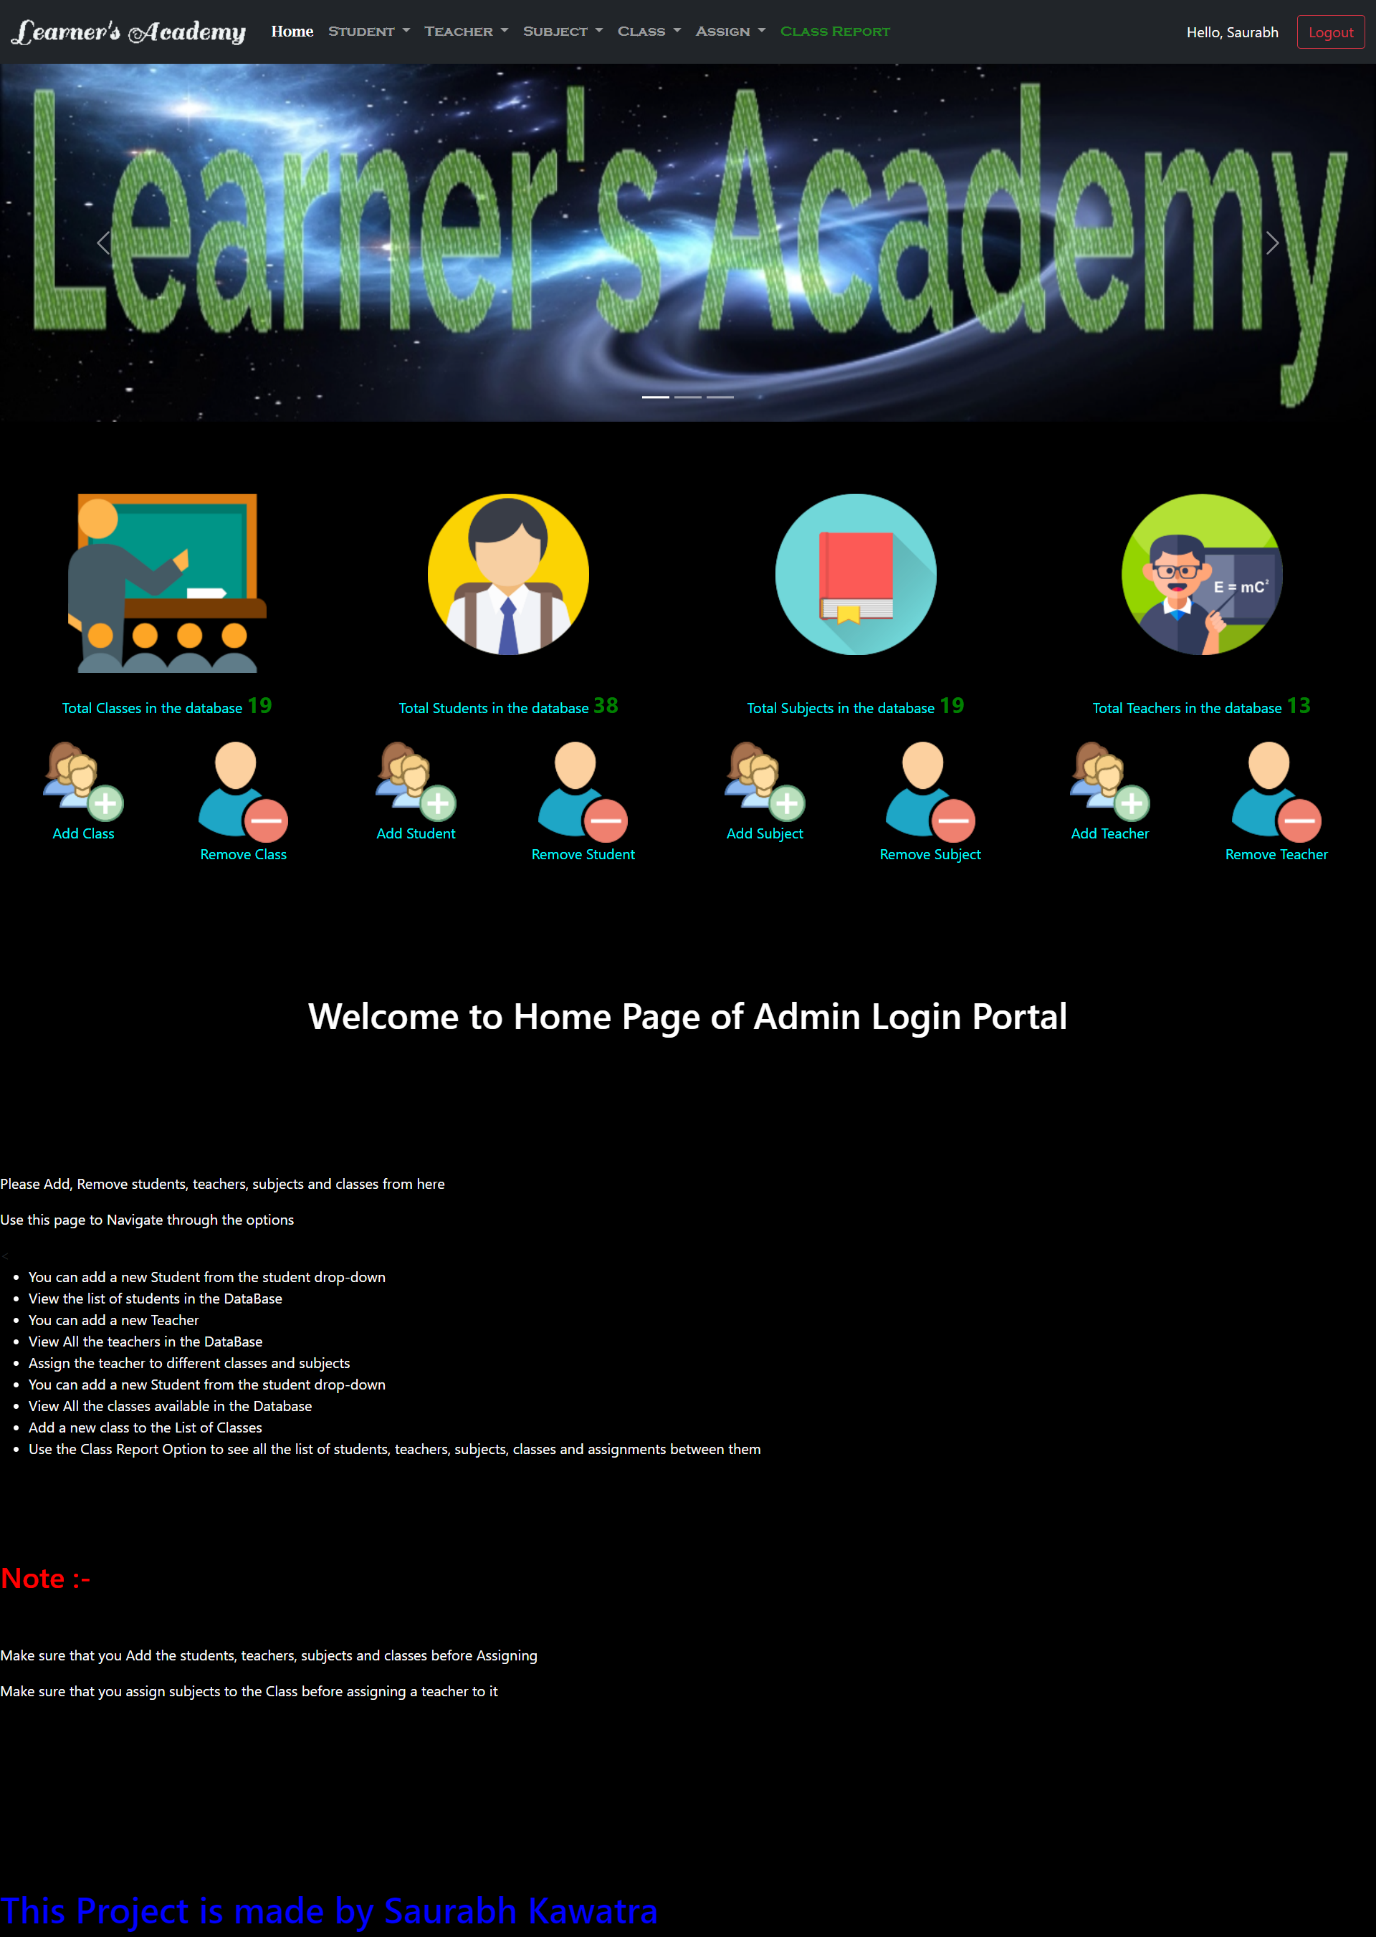 Learner's Academy Home Student Teacher Subject Class Assign Class Report Hello, Saurabh Logout
Learner's Academy
E = mC²
Total Classes in the database 19
Total Students in the database 38
Total Subjects in the database 19
Total Teachers in the database 13
Add Class
Remove Class
Add Student
Remove Student
Add Subject
Remove Subject
Add Teacher
Remove Teacher
Welcome to Home Page of Admin Login Portal
Please Add, Remove students, teachers, subjects and classes from here
Use this page to Navigate through the options
<
• You can add a new Student from the student drop-down
• View the list of students in the DataBase
• You can add a new Teacher
• View All the teachers in the DataBase
• Assign the teacher to different classes and subjects
• You can add a new Student from the student drop-down
• View All the classes available in the Database
• Add a new class to the List of Classes
• Use the Class Report Option to see all the list of students, teachers, subjects, classes and assignments between them
Note :-
Make sure that you Add the students, teachers, subjects and classes before Assigning
Make sure that you assign subjects to the Class before assigning a teacher to it
This Project is made by Saurabh Kawatra